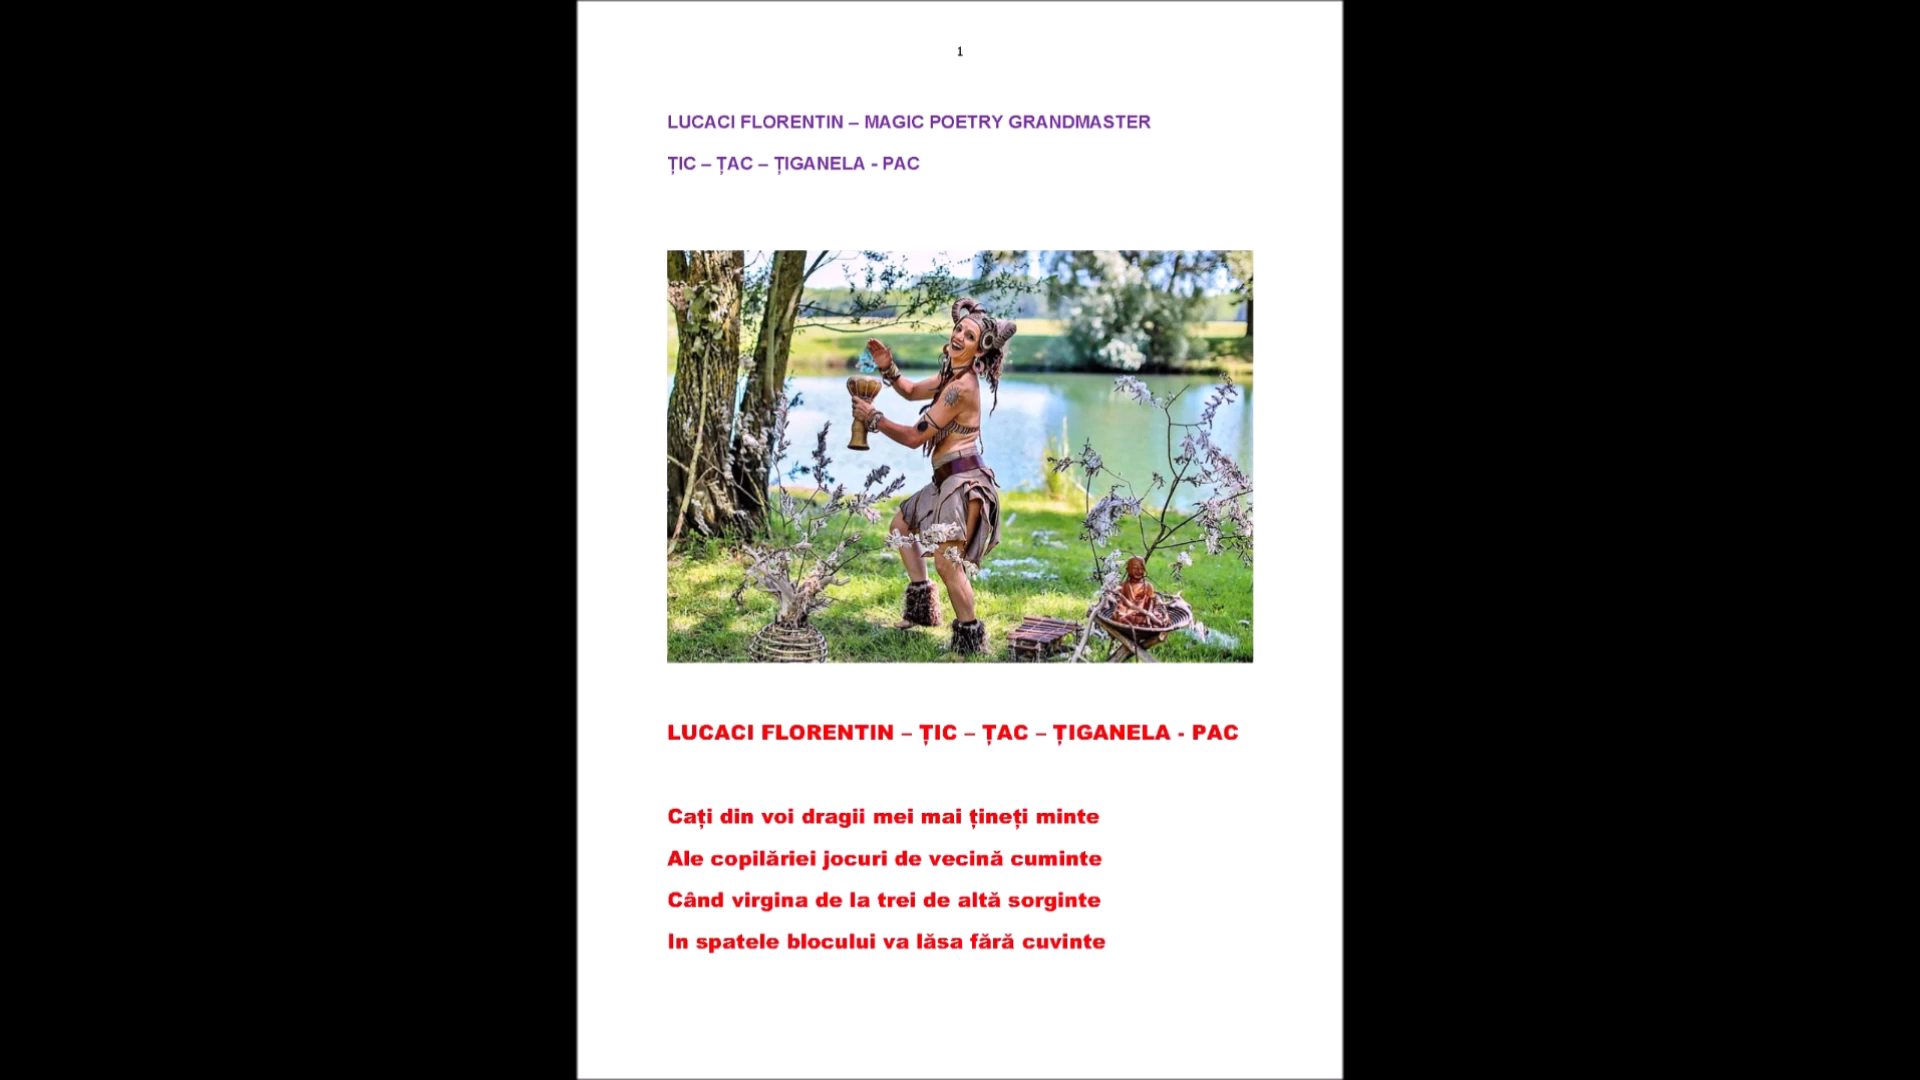 1
LUCACI FLORENTIN – MAGIC POETRY GRANDMASTER
ȚIC – ȚAC – ȚIGANELA - PAC
LUCACI FLORENTIN – ȚIC – ȚAC – ȚIGANELA - PAC
Cați din voi dragii mei mai țineți minte
Ale copilăriei jocuri de vecină cuminte
Când virgina de la trei de altă sorginte
In spatele blocului va lăsa fără cuvinte